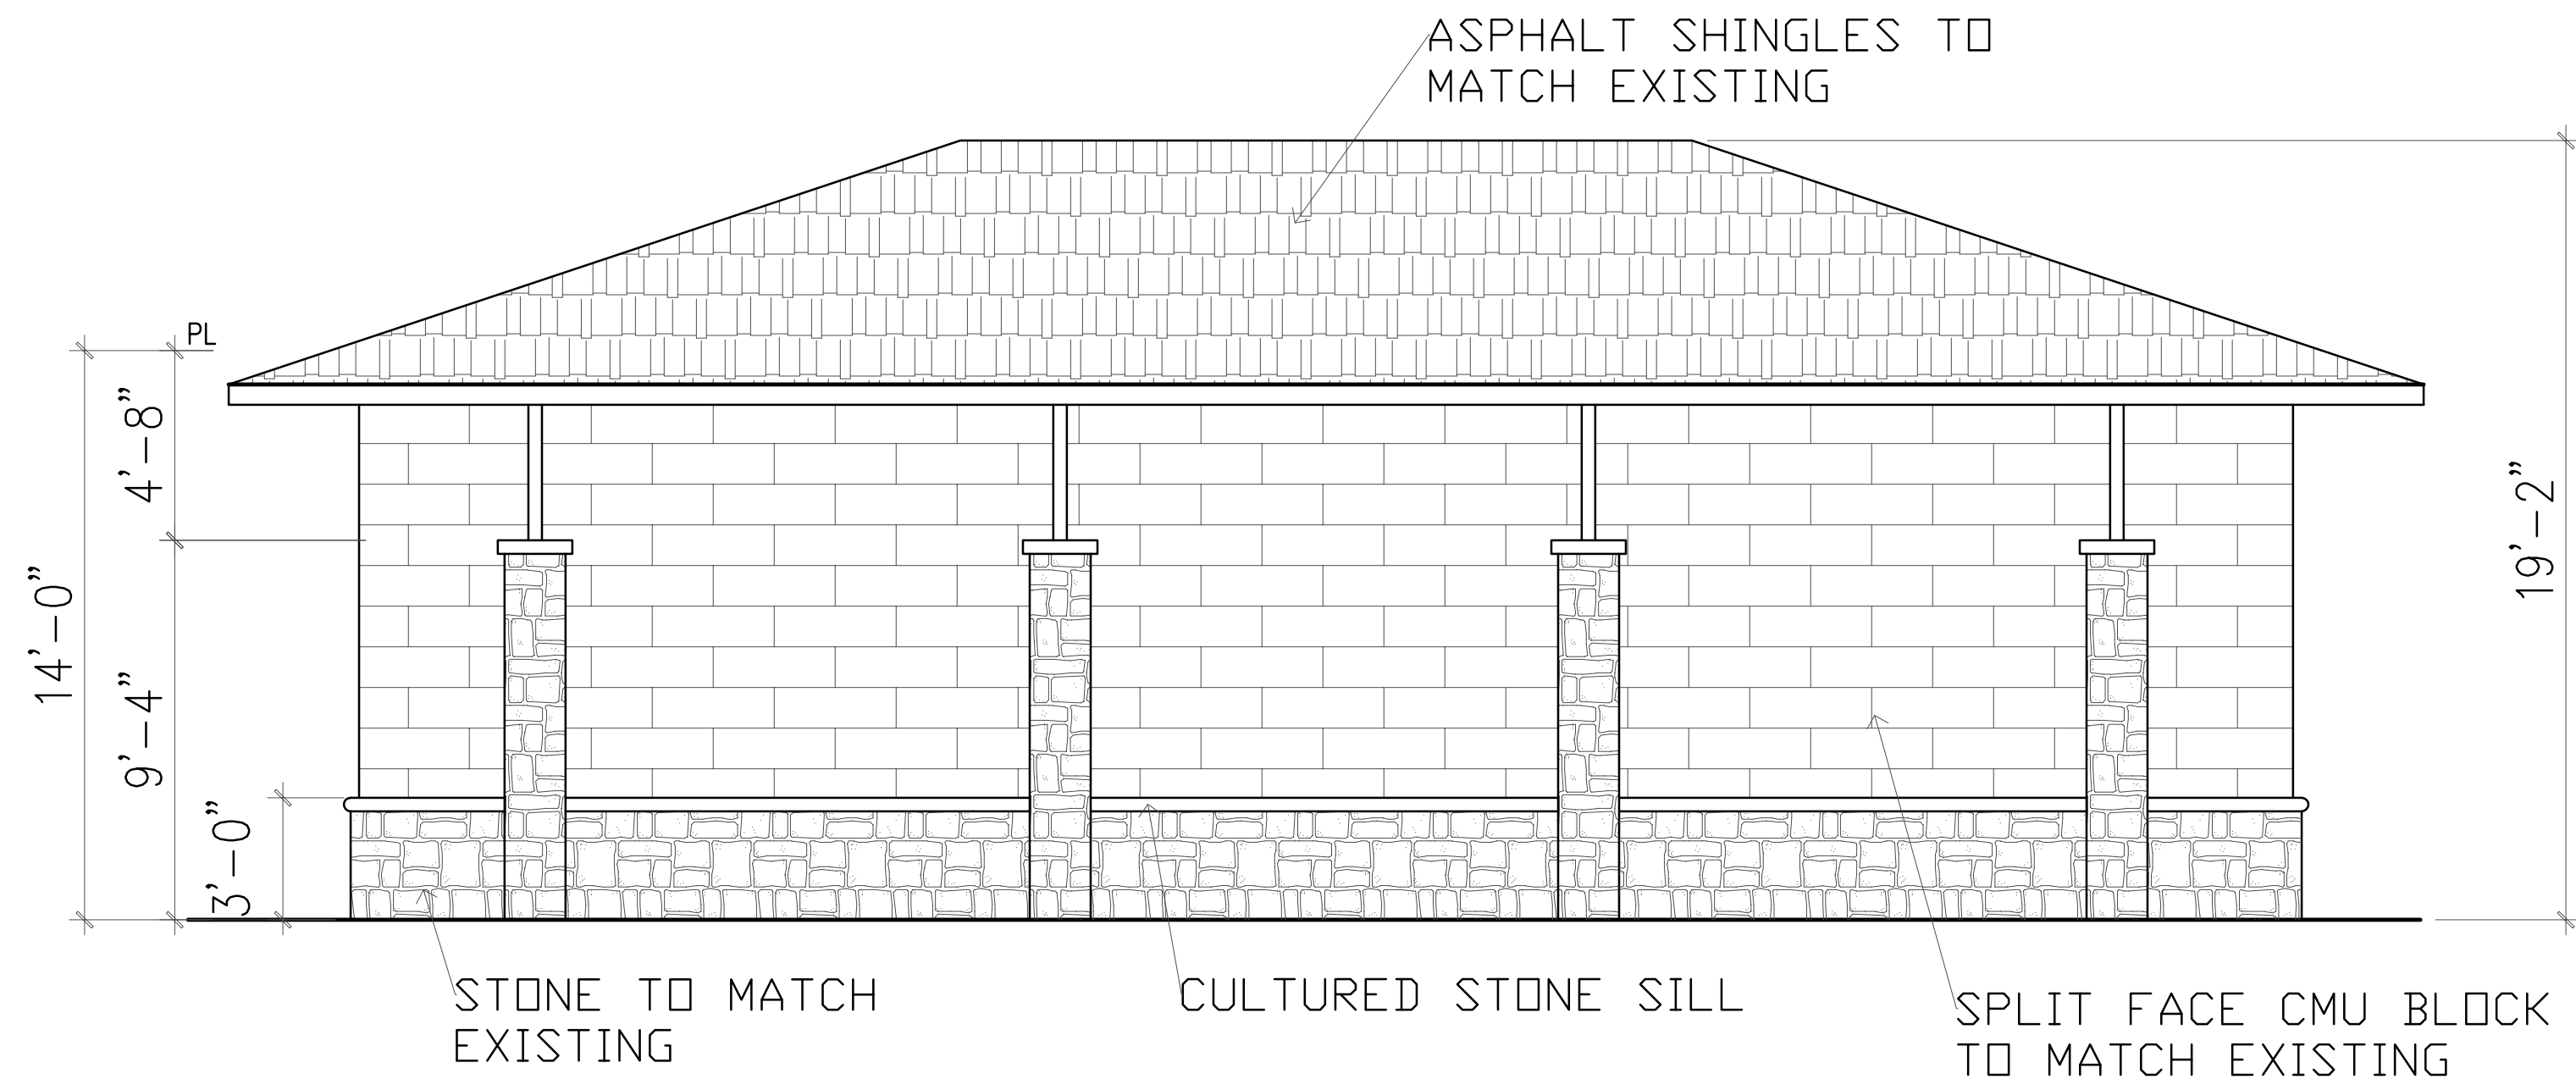 ASPHALT SHINGLES TO
MATCH EXISTING
PL
4'-8"
14'-0"
9'-4"
3'-0"
19'-2"
STONE TO MATCH
EXISTING
CULTURED STONE SILL
SPLIT FACE CMU BLOCK
TO MATCH EXISTING